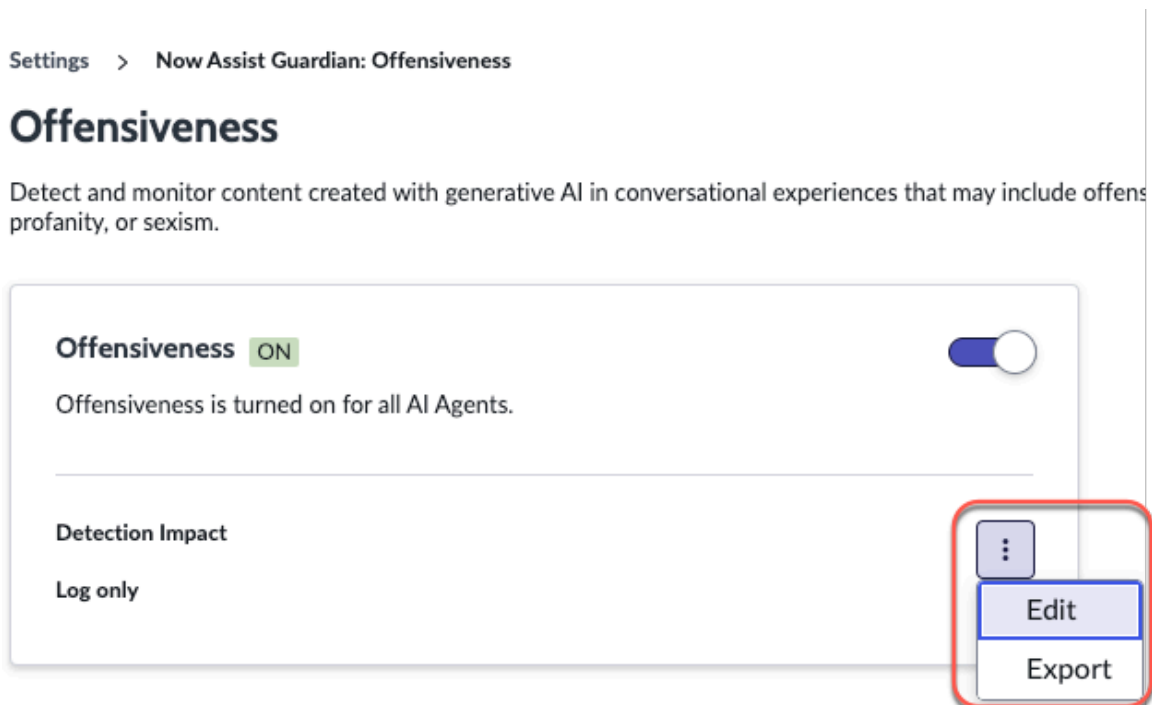 Settings > Now Assist Guardian: Offensiveness
Offensiveness
Detect and monitor content created with generative AI in conversational experiences that may include
profanity, or sexism.
Offensiveness ON
Offensiveness is turned on for all AI Agents.
Detection Impact
Log only
Edit
Export